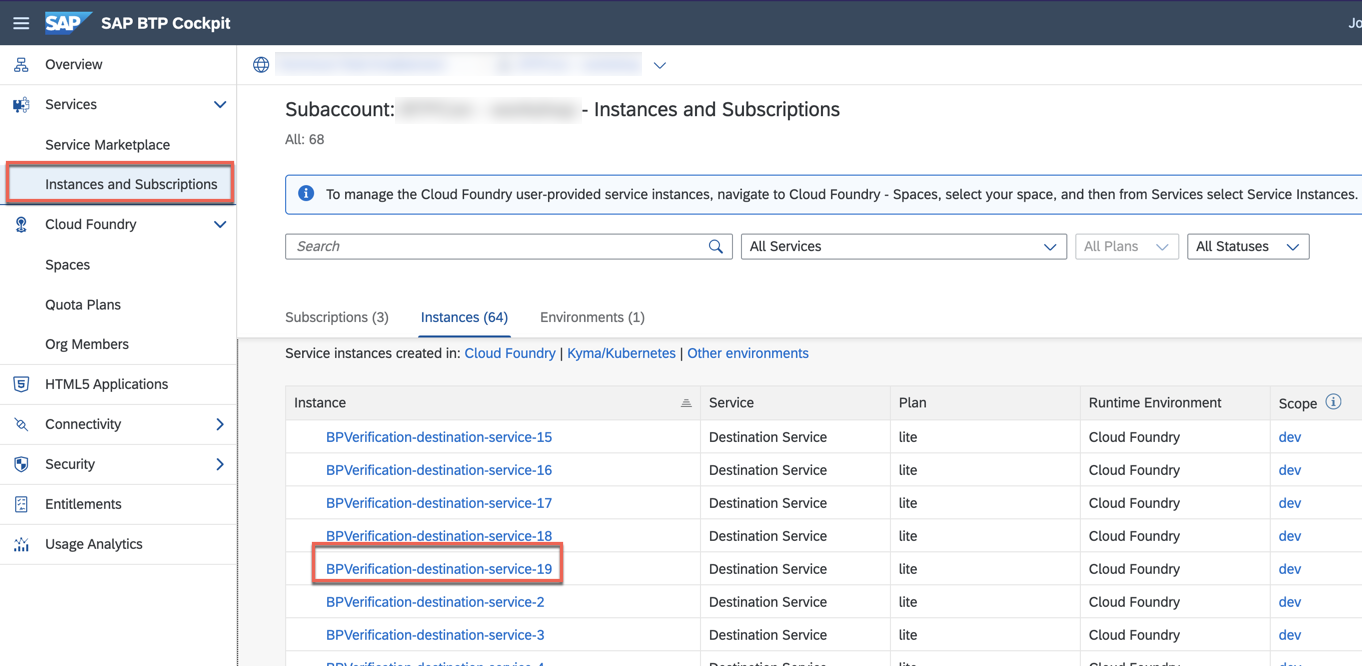 SAP SAP BTP Cockpit Jo
Overview
Services
Service Marketplace
Instances and Subscriptions
Cloud Foundry
Spaces
Quota Plans
Org Members
HTML5 Applications
Connectivity
Security
Entitlements
Usage Analytics
Subaccount: - Instances and Subscriptions
All: 68
To manage the Cloud Foundry user-provided service instances, navigate to Cloud Foundry - Spaces, select your space, and then from Services select Service Instances.
Search All Services All Plans All Statuses
Subscriptions (3) Instances (64) Environments (1)
Service instances created in: Cloud Foundry | Kyma/Kubernetes | Other environments
Instance Service Plan Runtime Environment Scope
BPVerification-destination-service-15 Destination Service lite Cloud Foundry dev
BPVerification-destination-service-16 Destination Service lite Cloud Foundry dev
BPVerification-destination-service-17 Destination Service lite Cloud Foundry dev
BPVerification-destination-service-18 Destination Service lite Cloud Foundry dev
BPVerification-destination-service-19 Destination Service lite Cloud Foundry dev
BPVerification-destination-service-2 Destination Service lite Cloud Foundry dev
BPVerification-destination-service-3 Destination Service lite Cloud Foundry dev